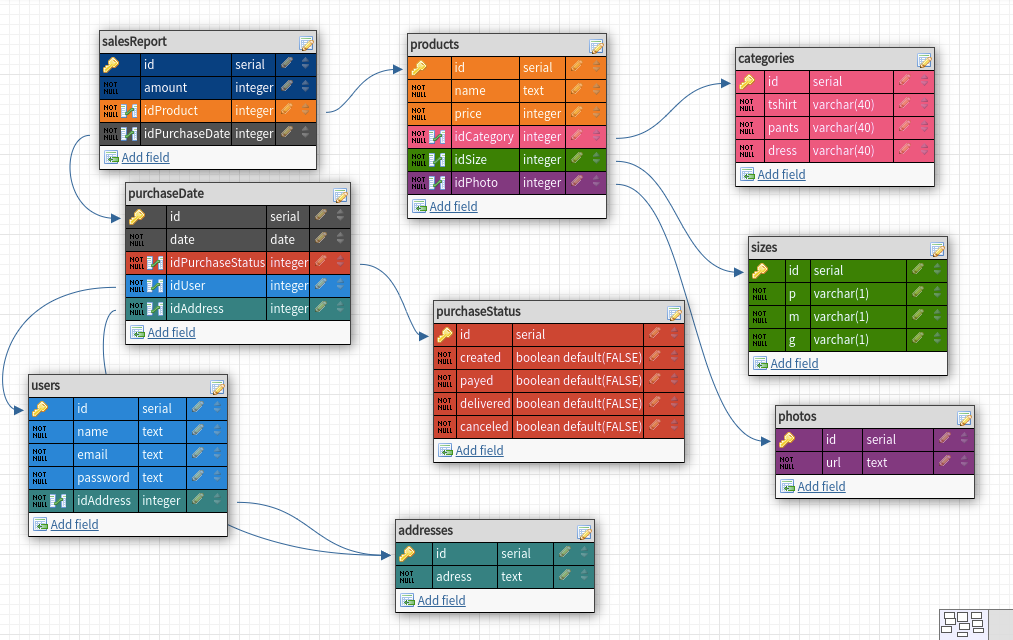 salesReport
id serial
NOT NULL amount integer
NOT NULL idProduct integer
NOT NULL idPurchaseDate integer
Add field
products
id serial
NOT NULL name text
NOT NULL price integer
NOT NULL idCategory integer
NOT NULL idSize integer
NOT NULL idPhoto integer
Add field
categories
id serial
NOT NULL tshirt varchar(40)
NOT NULL pants varchar(40)
NOT NULL dress varchar(40)
Add field
purchaseDate
id serial
NOT NULL date date
NOT NULL idPurchaseStatus integer
NOT NULL idUser integer
NOT NULL idAddress integer
Add field
sizes
id serial
NOT NULL p varchar(1)
NOT NULL m varchar(1)
NOT NULL g varchar(1)
Add field
purchaseStatus
id serial
NOT NULL created boolean default(FALSE)
NOT NULL payed boolean default(FALSE)
NOT NULL delivered boolean default(FALSE)
NOT NULL canceled boolean default(FALSE)
Add field
users
id serial
NOT NULL name text
NOT NULL email text
NOT NULL password text
NOT NULL idAddress integer
Add field
photos
id serial
NOT NULL url text
Add field
addresses
id serial
NOT NULL adress text
Add field